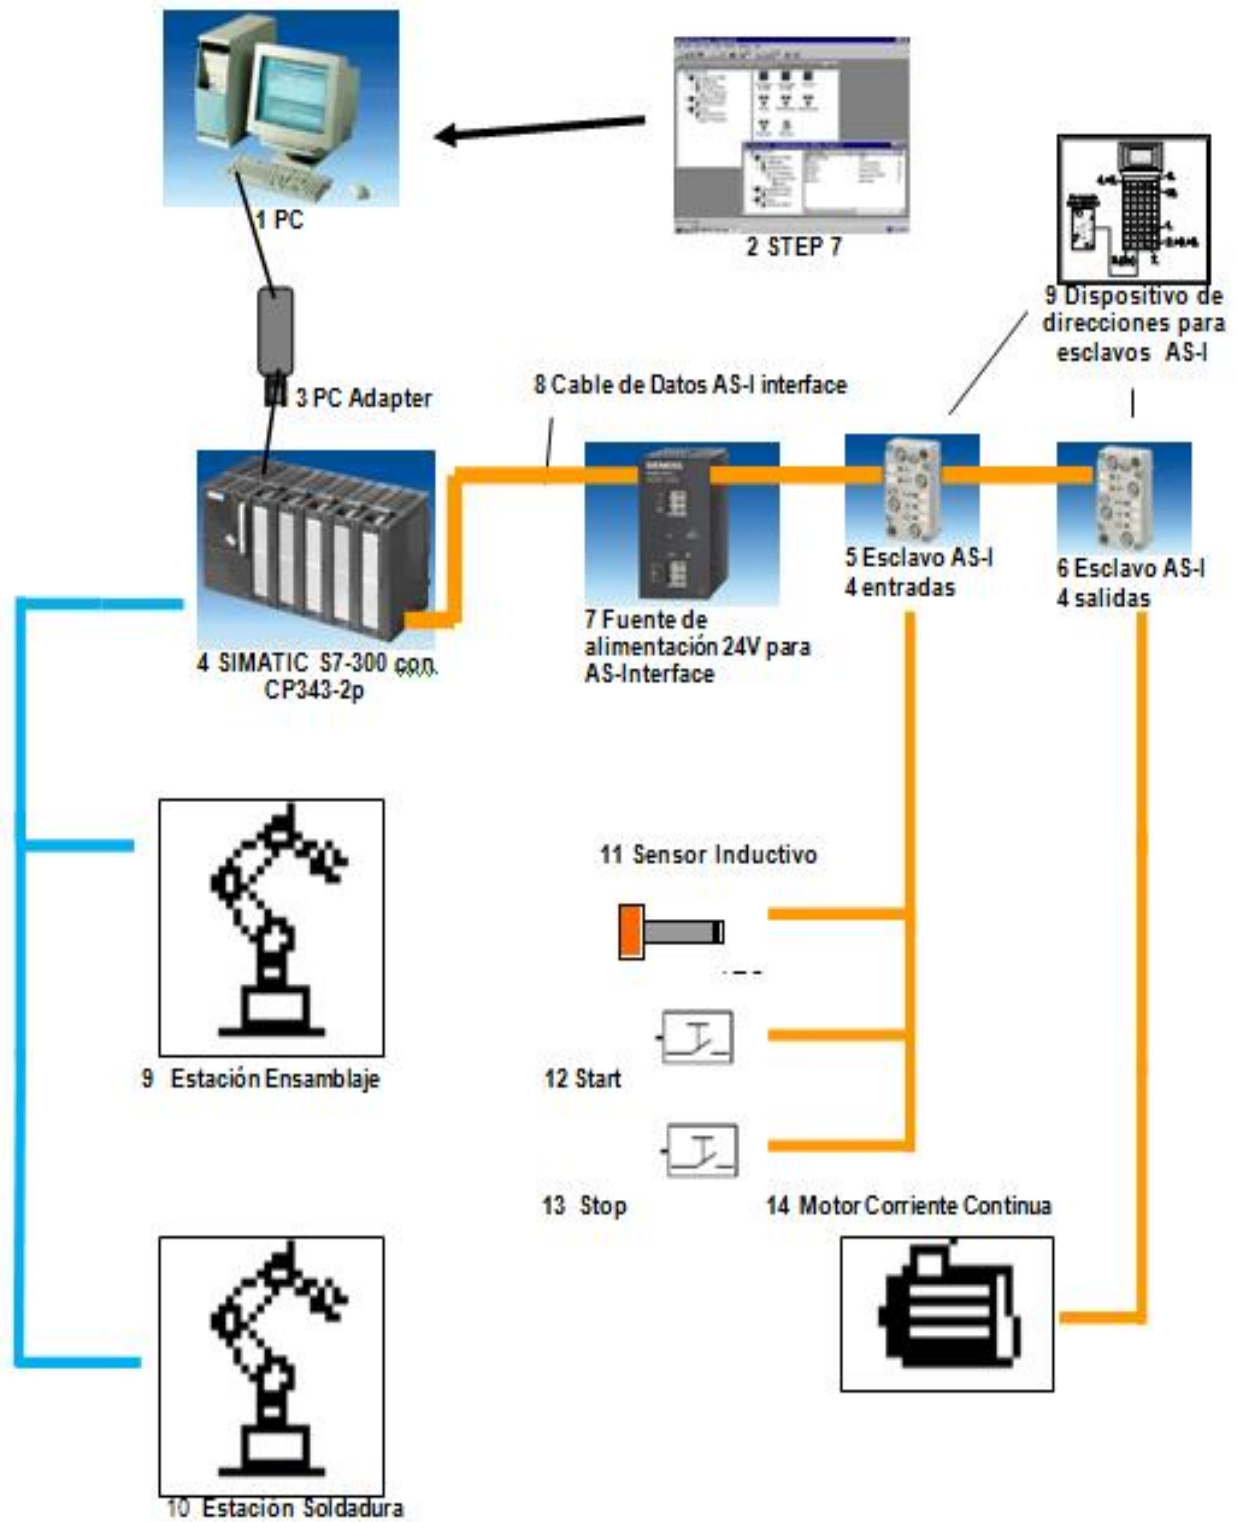 1 PC
2 STEP 7
9 Dispositivo de
direcciones para
esclavos AS-I
3 PC Adapter
8 Cable de Datos AS-I interface
SIEMENS
5 Esclavo AS-I
4 entradas
6 Esclavo AS-I
4 salidas
7 Fuente de
alimentación 24V para
AS-Interface
4 SIMATIC S7-300 con
CP343-2p
11 Sensor Inductivo
9 Estación Ensamblaje
12 Start
13 Stop
14 Motor Corriente Continua
10 Estación Soldadura